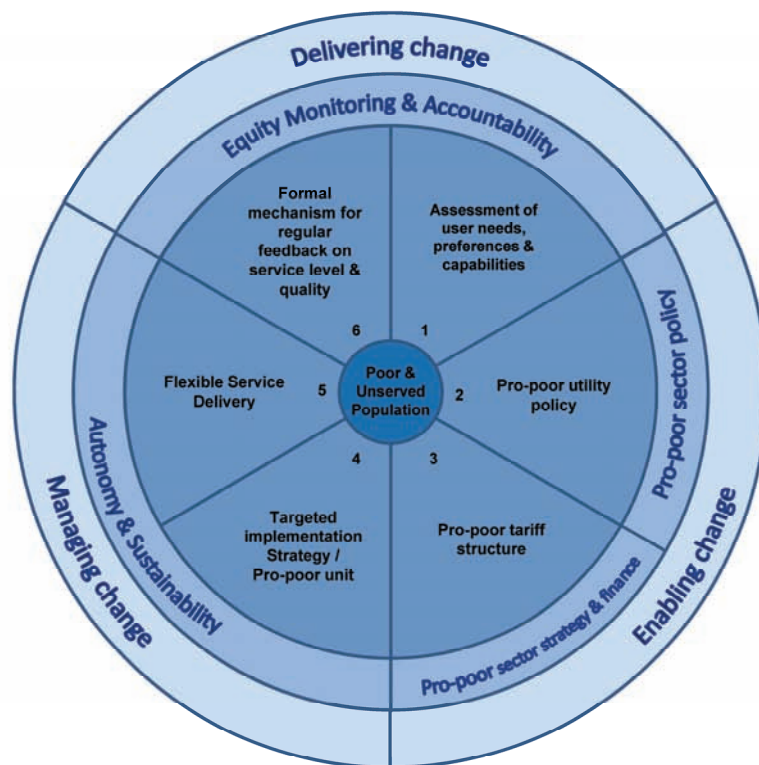 Delivering change
Equity Monitoring & Accountability
Formal
mechanism for
regular
feedback on
service level &
quality
Assessment of
user needs,
preferences &
capabilities
6
1
Flexible Service
Delivery
5
Poor &
Unserved
Population
2
Pro-poor utility
policy
4
3
Targeted
implementation
Strategy /
Pro-poor unit
Pro-poor tariff
structure
Pro-poor sector policy
Pro-poor sector strategy & finance
Enabling change
Autonomy & Sustainability
Managing change